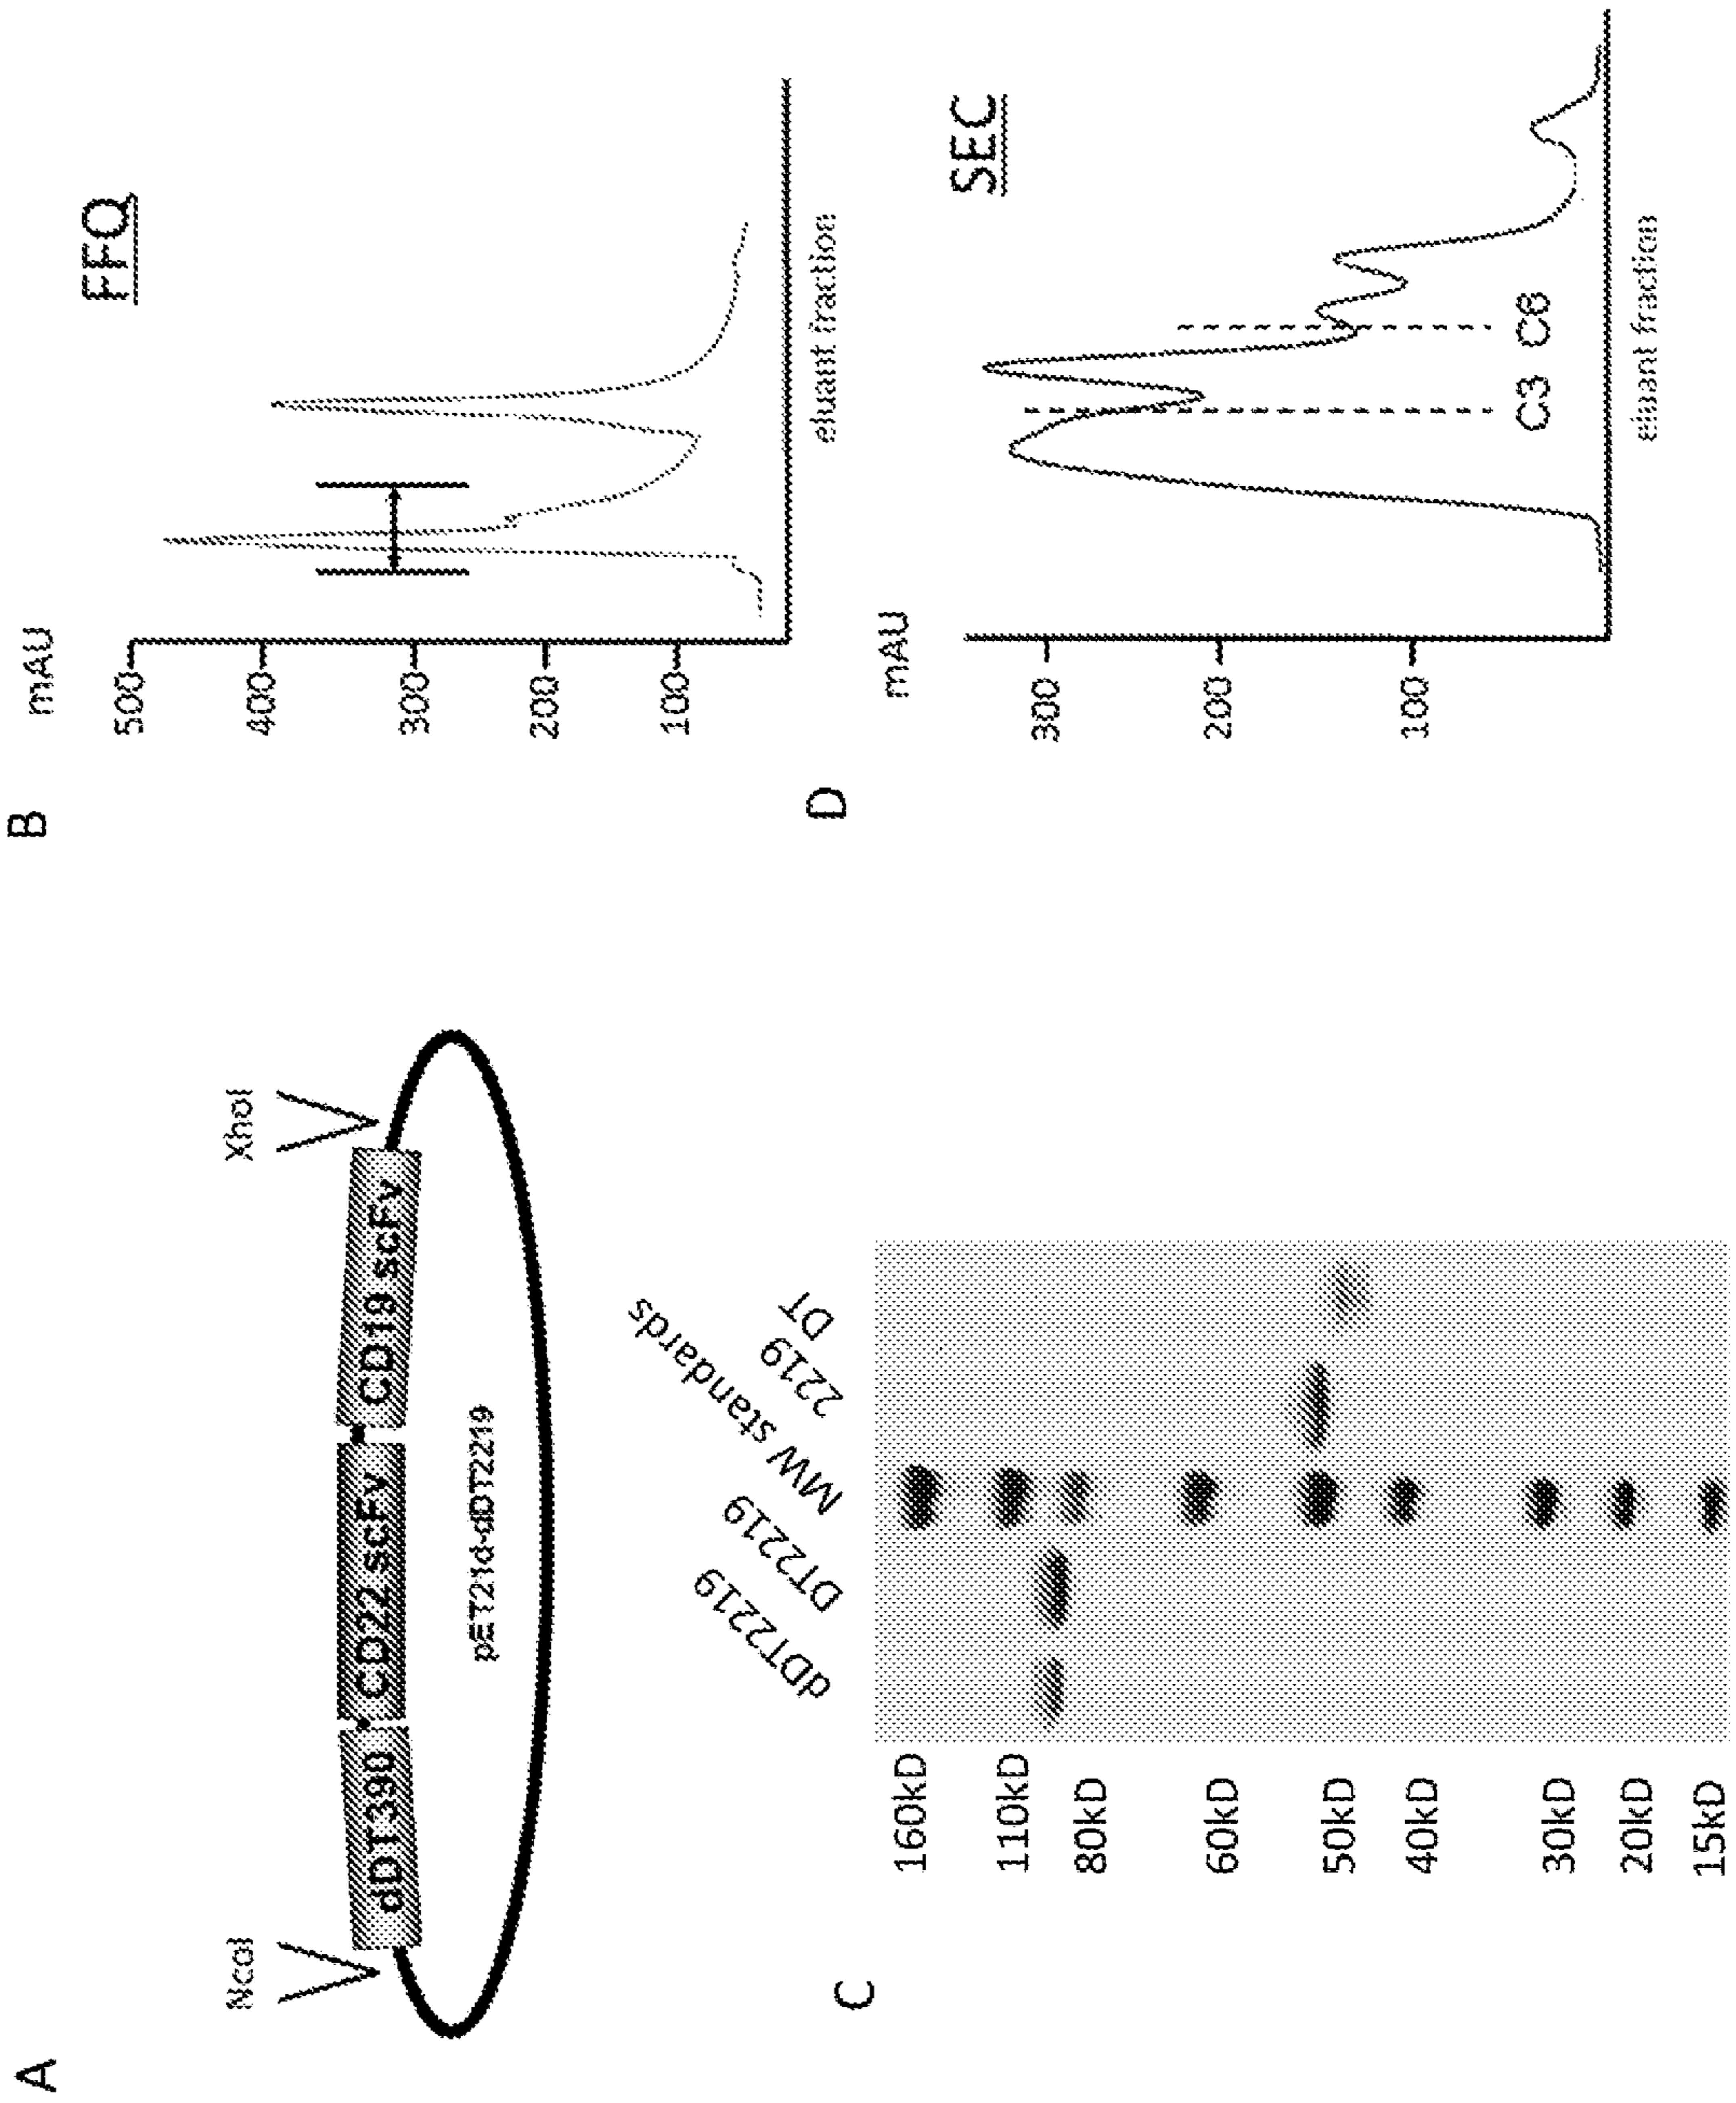 A
NcoI
XhoI
dDT390
CD22 scFv
CD19 scFv
pET21d-dDT2219
B
mAU
FFQ
500
400
300
200
100
eluant fraction
C
dDT2219
DT2219
MW standards
2219
DT
160kD
110kD
80kD
60kD
50kD
40kD
30kD
20kD
15kD
D
mAU
SEC
300
200
100
C3 C6
eluant fraction